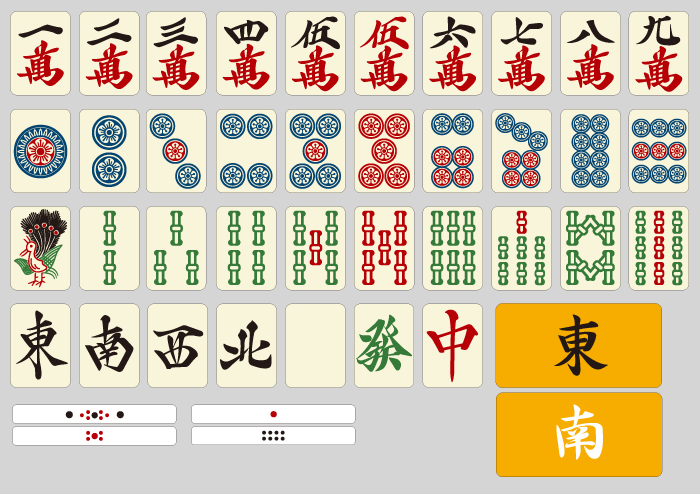 一萬 二萬 三萬 四萬 伍萬 伍萬 六萬 七萬 八萬 九萬
東 南 西 北 發 中 東
南